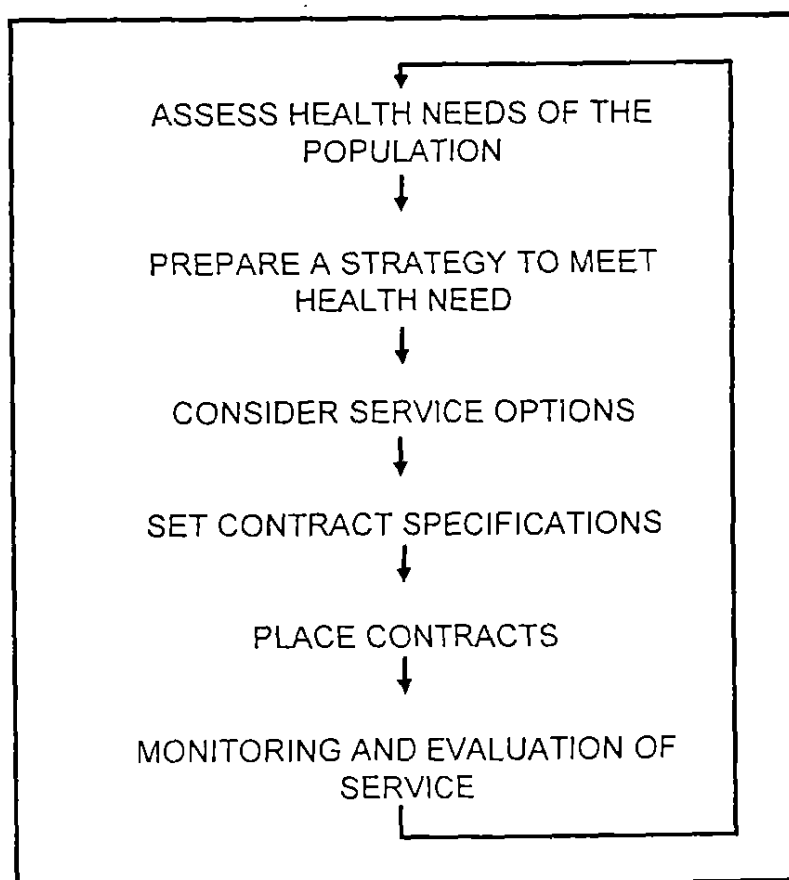 ASSESS HEALTH NEEDS OF THE
POPULATION
PREPARE A STRATEGY TO MEET
HEALTH NEED
CONSIDER SERVICE OPTIONS
SET CONTRACT SPECIFICATIONS
PLACE CONTRACTS
MONITORING AND EVALUATION OF
SERVICE